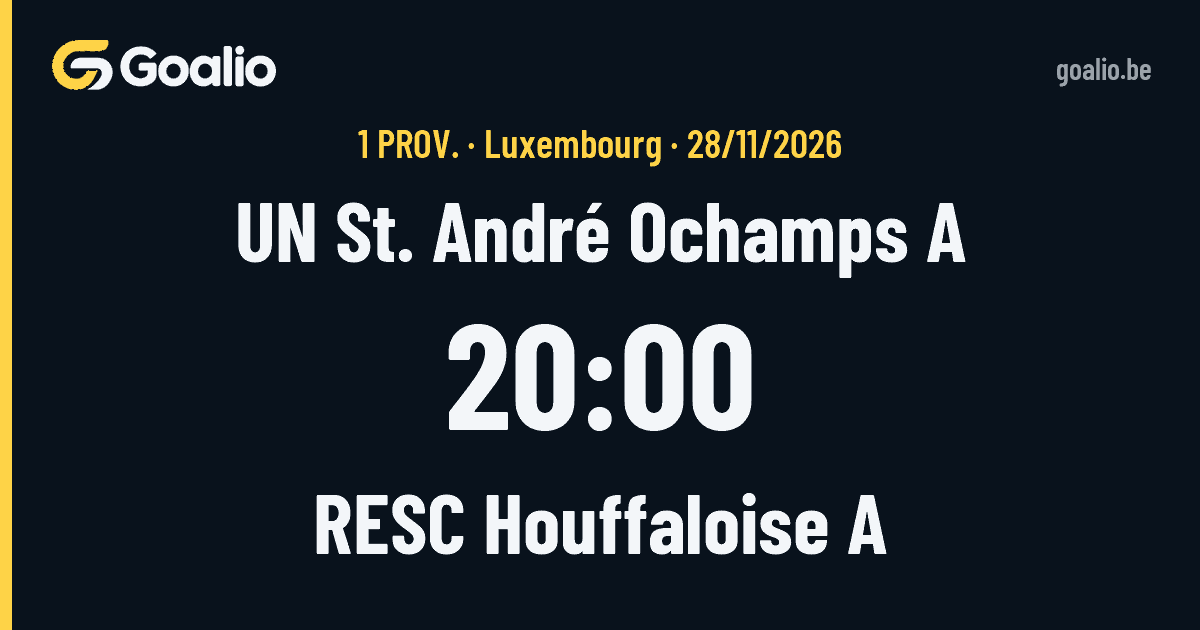 Goalio
goalio.be
1 PROV. · Luxembourg · 28/11/2026
UN St. André Ochamps A
20:00
RESC Houffaloise A